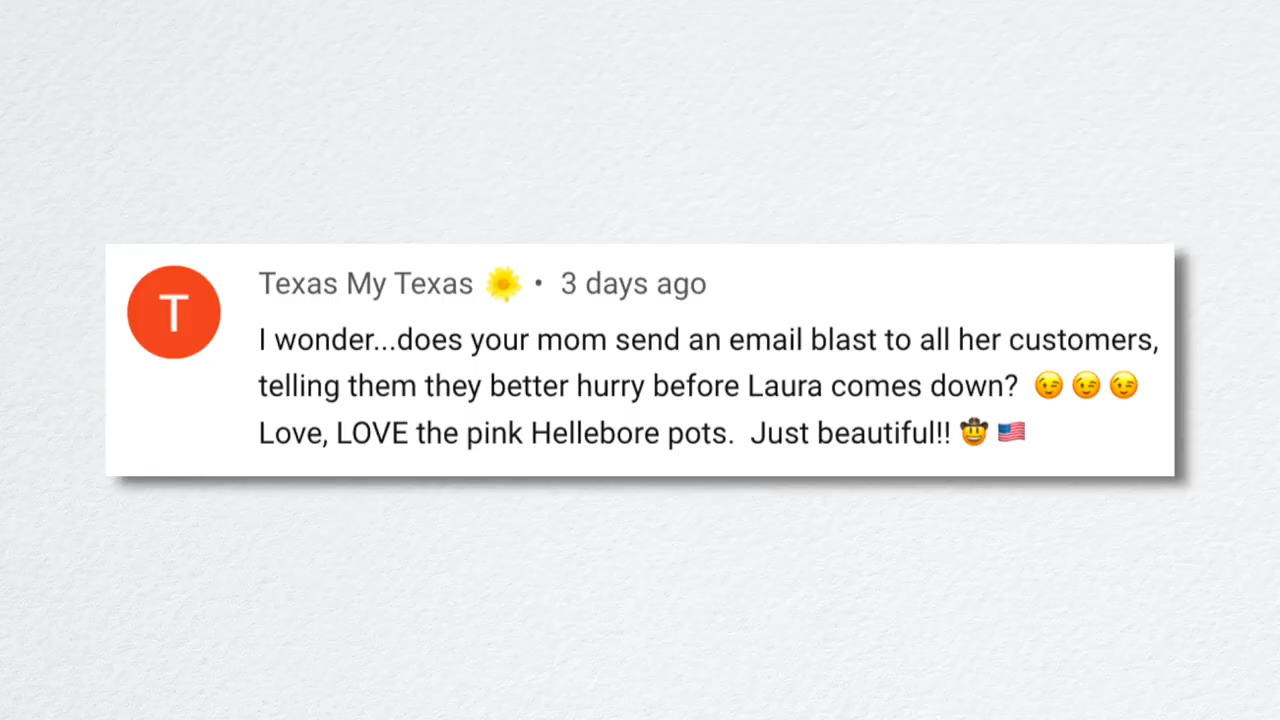 T
Texas My Texas 🌼 • 3 days ago
I wonder...does your mom send an email blast to all her customers,
telling them they better hurry before Laura comes down? 😉 😉 😉
Love, LOVE the pink Hellebore pots. Just beautiful!! 🤠 🇺🇸